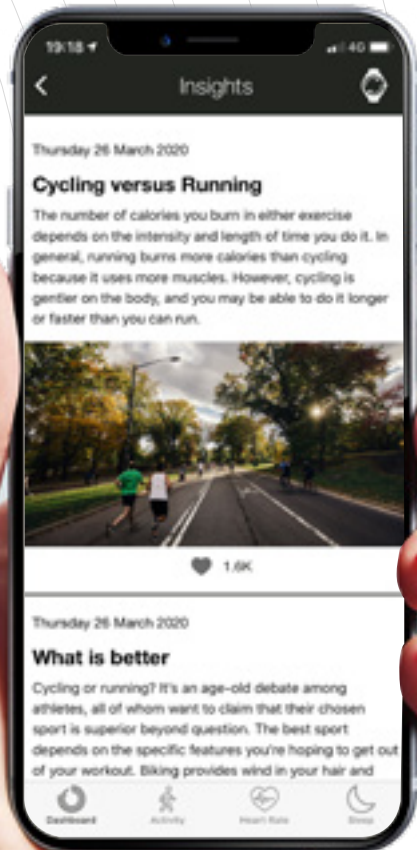 19:18
4G
Insights
Thursday 26 March 2020
Cycling versus Running
The number of calories you burn in either exercise
depends on the intensity and length of time you do it. In
general, running burns more calories than cycling
because it uses more muscles. However, cycling is
gentler on the body, and you may be able to do it longer
or faster than you can run.
1.6K
Thursday 26 March 2020
What is better
Cycling or running? It's an age-old debate among
athletes, all of whom want to claim that their chosen
sport is superior beyond question. The best sport
depends on the specific features you're hoping to get out
of your workout. Biking provides wind in your hair and
Dashboard
Activity
Heart Rate
Sleep